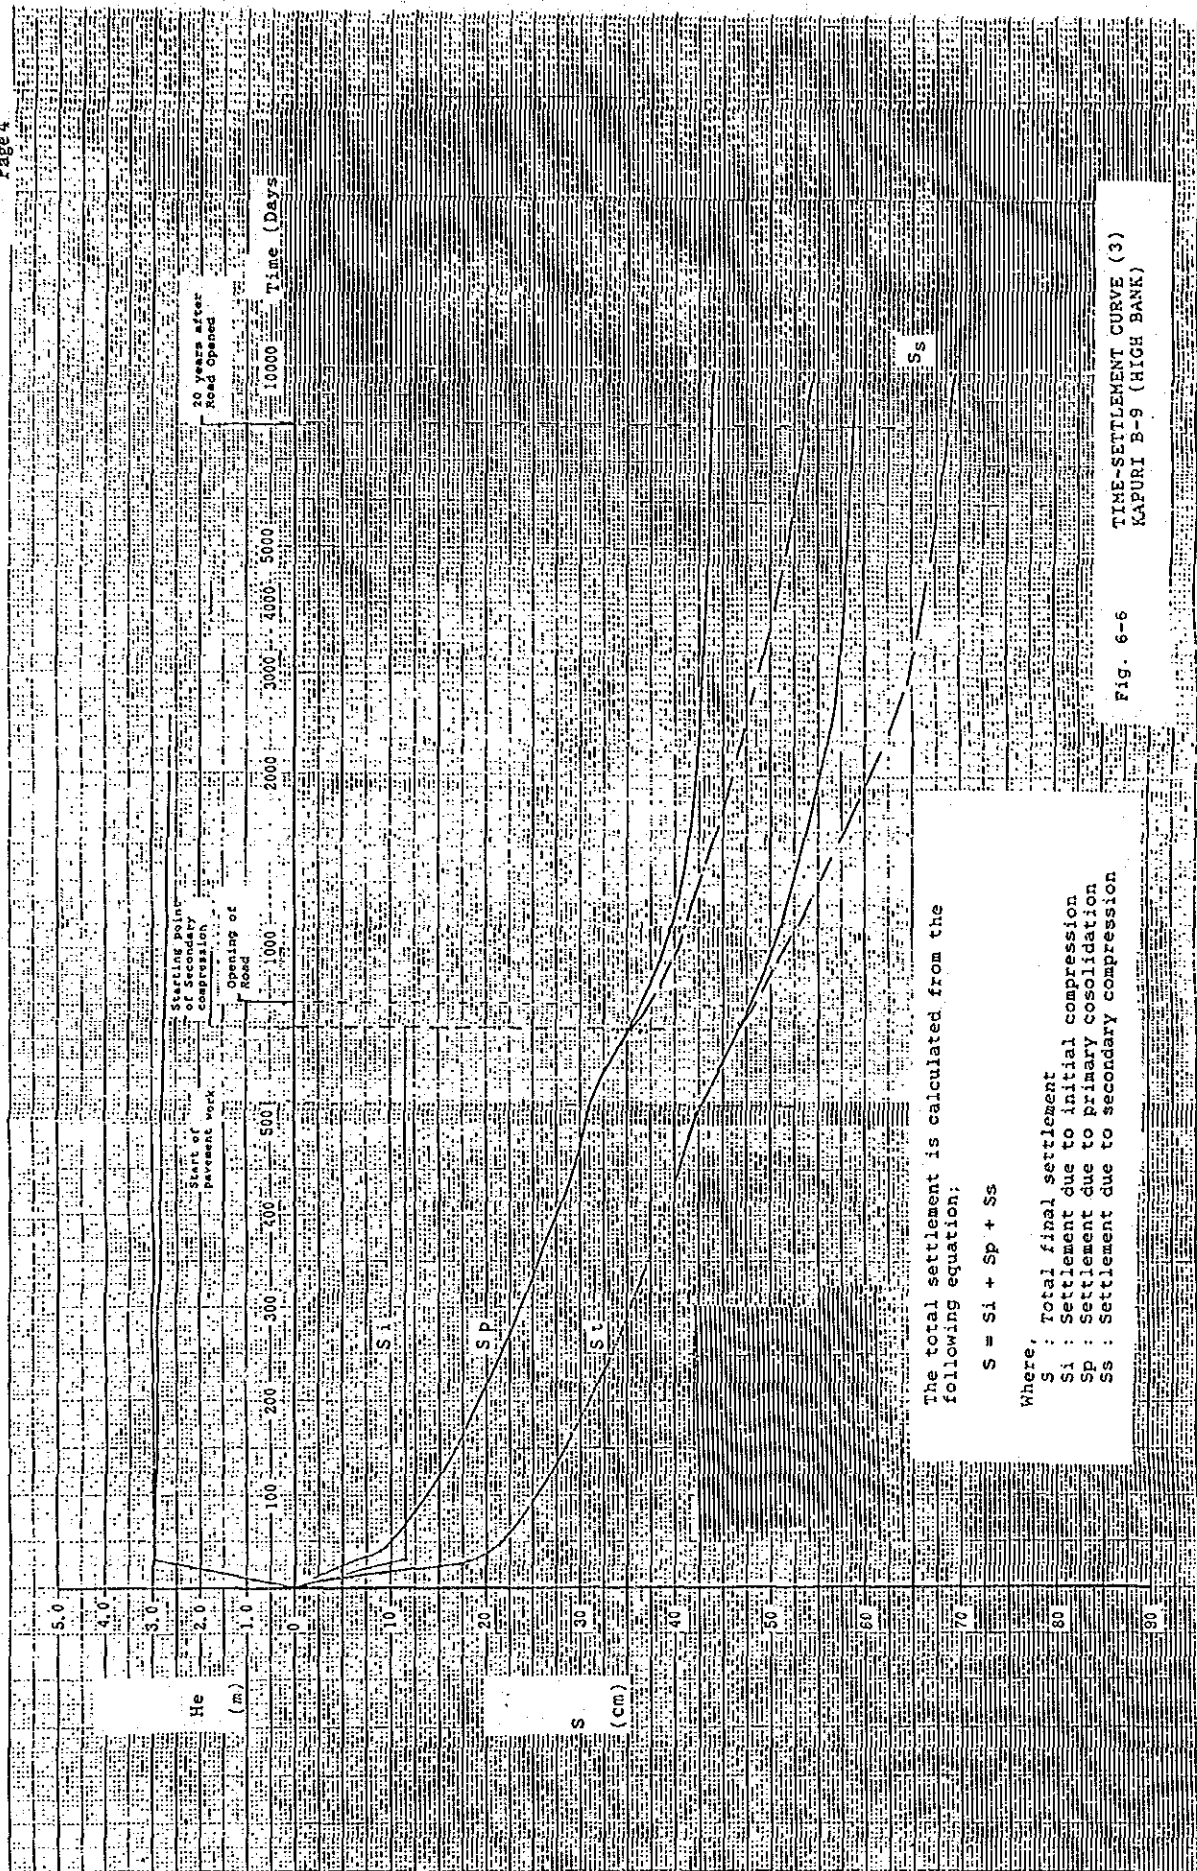 Page 4
He
(m)
5.0
4.0
3.0
2.0
1.0
0
10
20
30
40
50
60
70
80
90
S
(cm)
100
200
300
400
500
1000
2000
3000
4000
5000
10000
Time (Days)
Start of
pavement work
Starting point
of Secondary
compression
Opening of
Road
20 years after
Road Opened
Si
Sp
St
Ss
The total settlement is calculated from the
following equation;
S = Si + Sp + Ss
Where,
S : Total final settlement
Si : Settlement due to initial compression
Sp : Settlement due to primary cosolidation
Ss : Settlement due to secondary compression
Fig. 6-6 TIME-SETTLEMENT CURVE (3)
KAPURI B-9 (HIGH BANK)